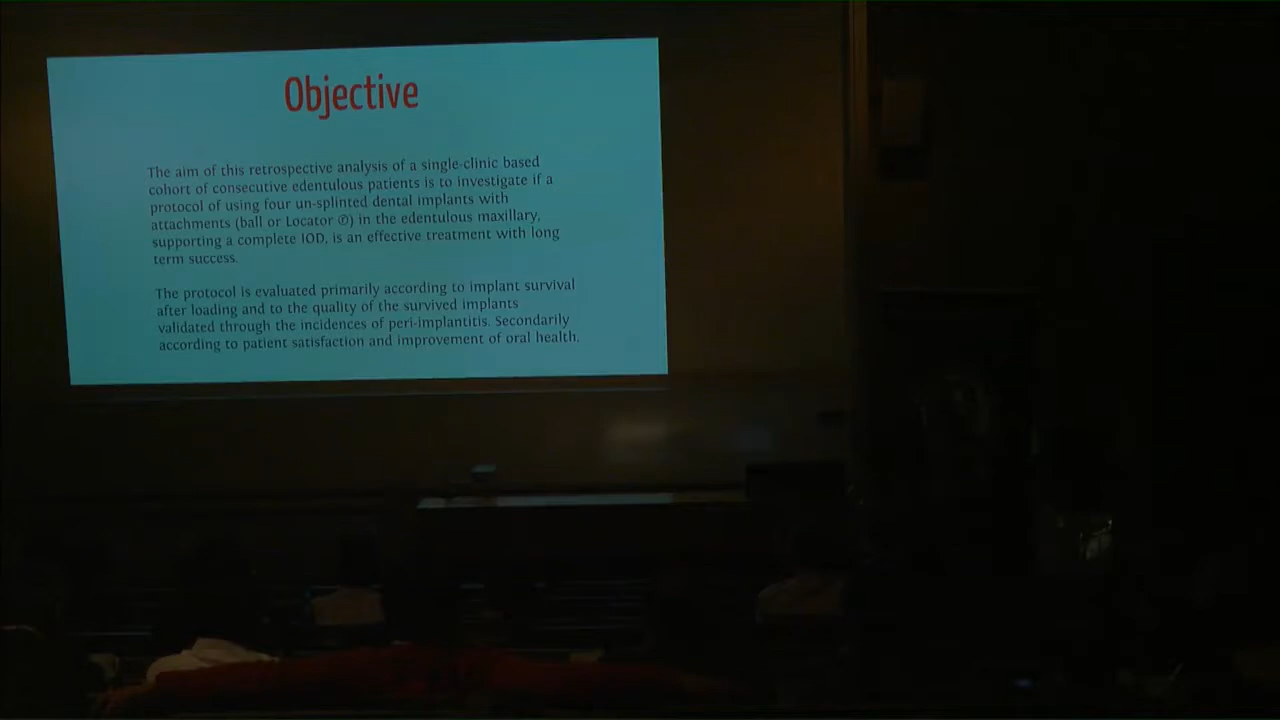 Objective
The aim of this retrospective analysis of a single-clinic based
cohort of consecutive edentulous patients is to investigate if a
protocol of using four un-splinted dental implants with
attachments (ball or Locator ®) in the edentulous maxillary,
supporting a complete IOD, is an effective treatment with long
term success.
The protocol is evaluated primarily according to implant survival
after loading and to the quality of the survived implants
validated through the incidences of peri-implantitis. Secondarily
according to patient satisfaction and improvement of oral health.